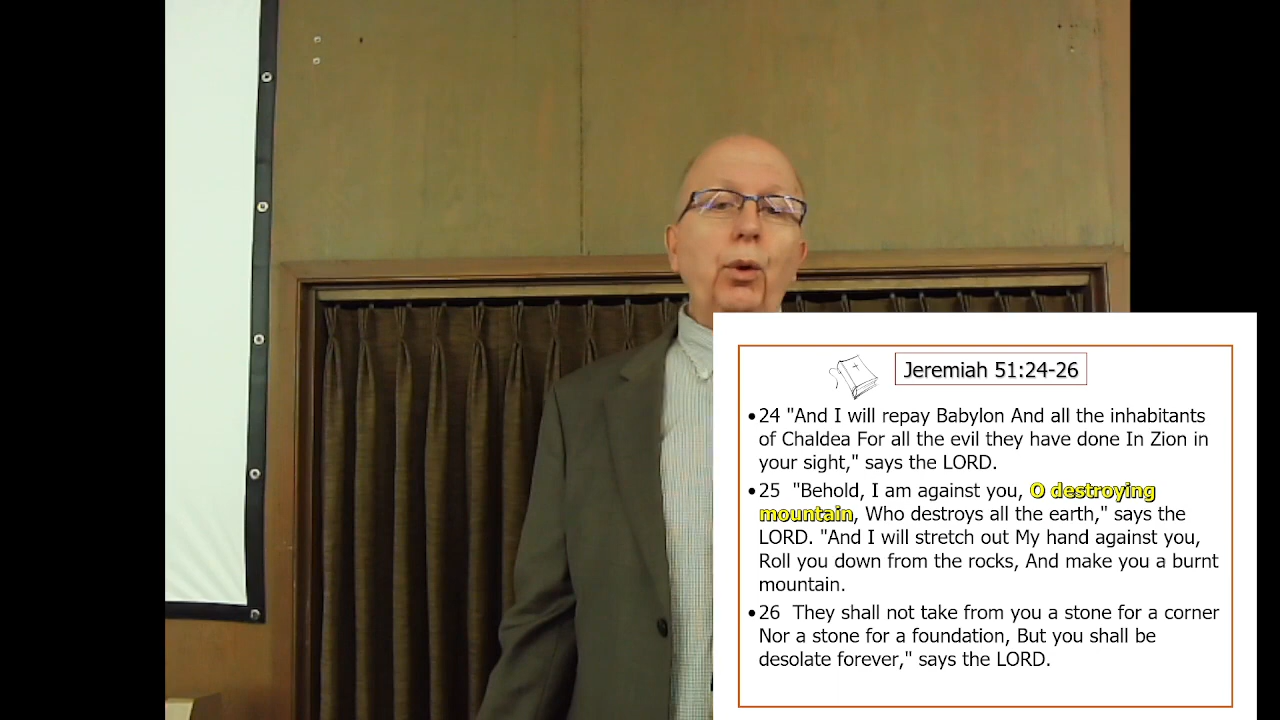 Jeremiah 51:24-26
•24 "And I will repay Babylon And all the inhabitants
of Chaldea For all the evil they have done In Zion in
your sight," says the LORD.
•25 "Behold, I am against you, O destroying
mountain, Who destroys all the earth," says the
LORD. "And I will stretch out My hand against you,
Roll you down from the rocks, And make you a burnt
mountain.
•26 They shall not take from you a stone for a corner
Nor a stone for a foundation, But you shall be
desolate forever," says the LORD.